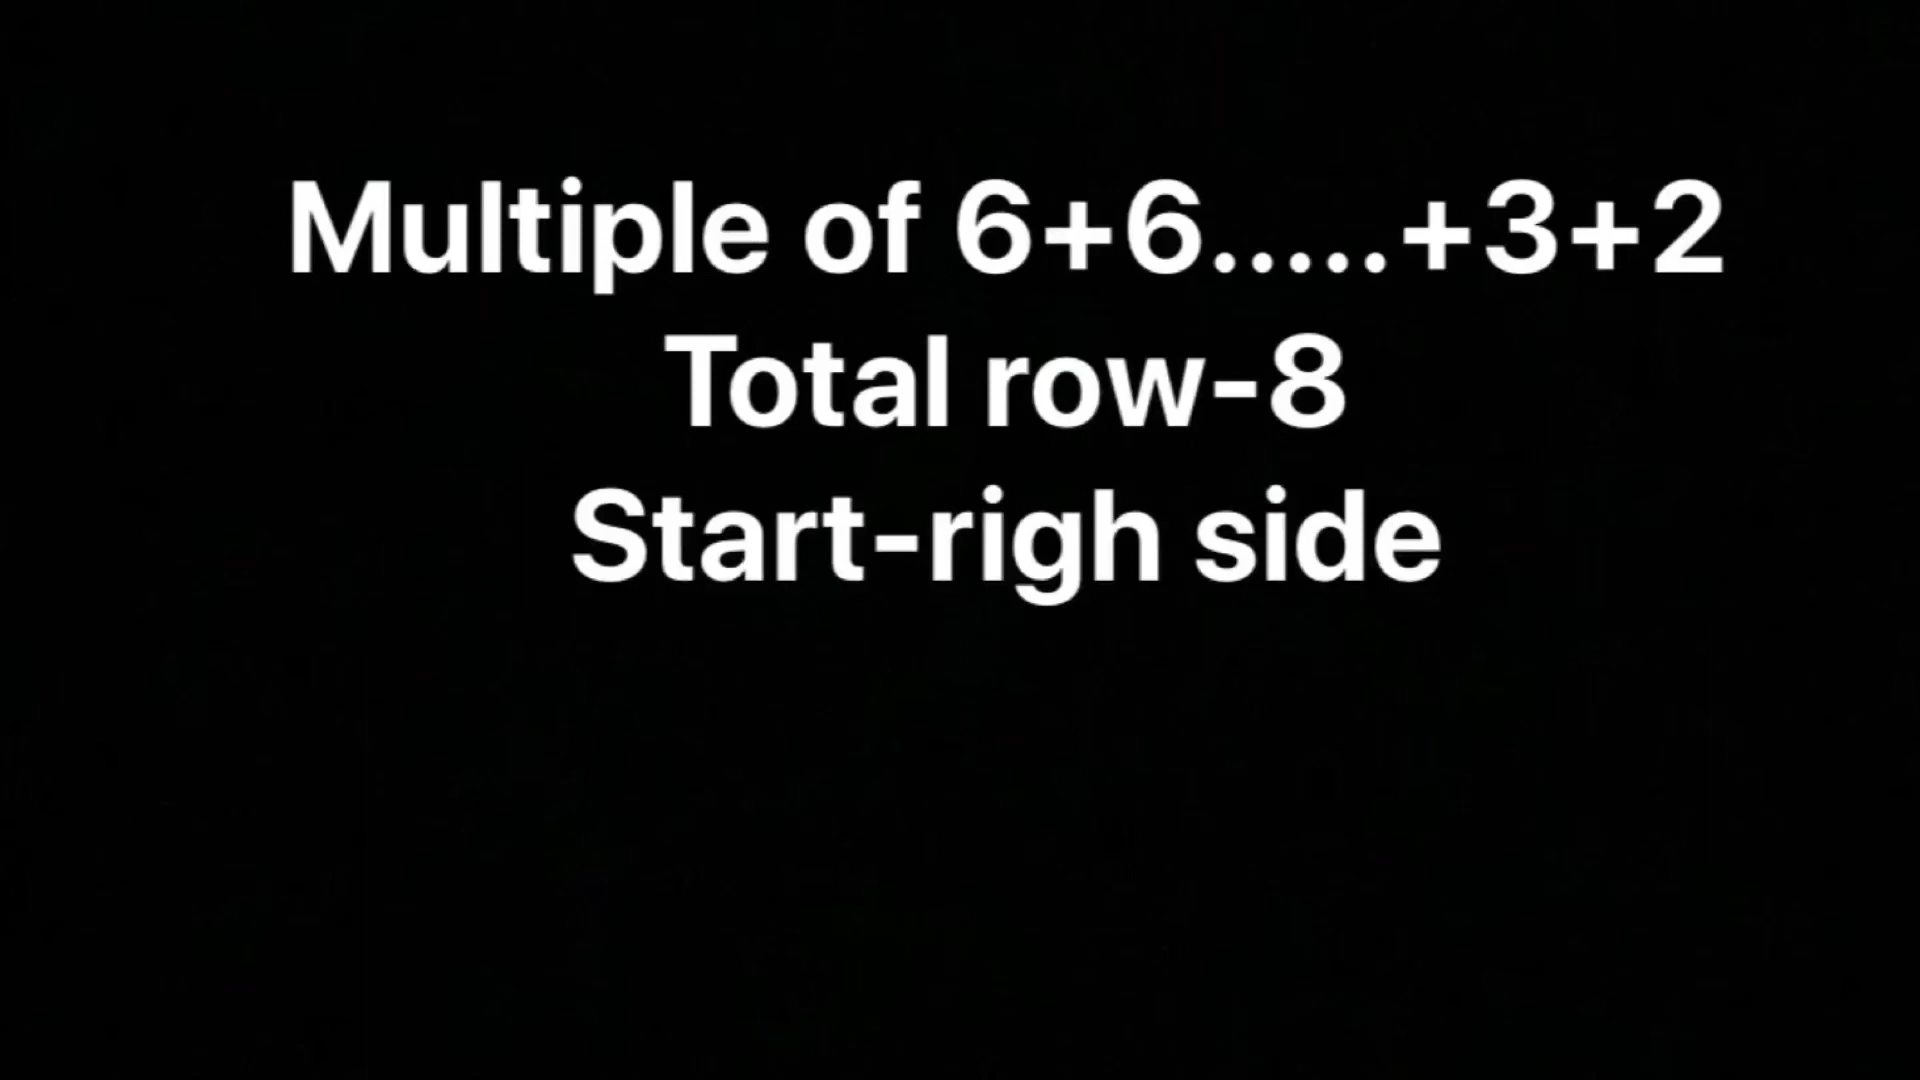 Multiple of 6+6.....+3+2
Total row-8
Start-righ side